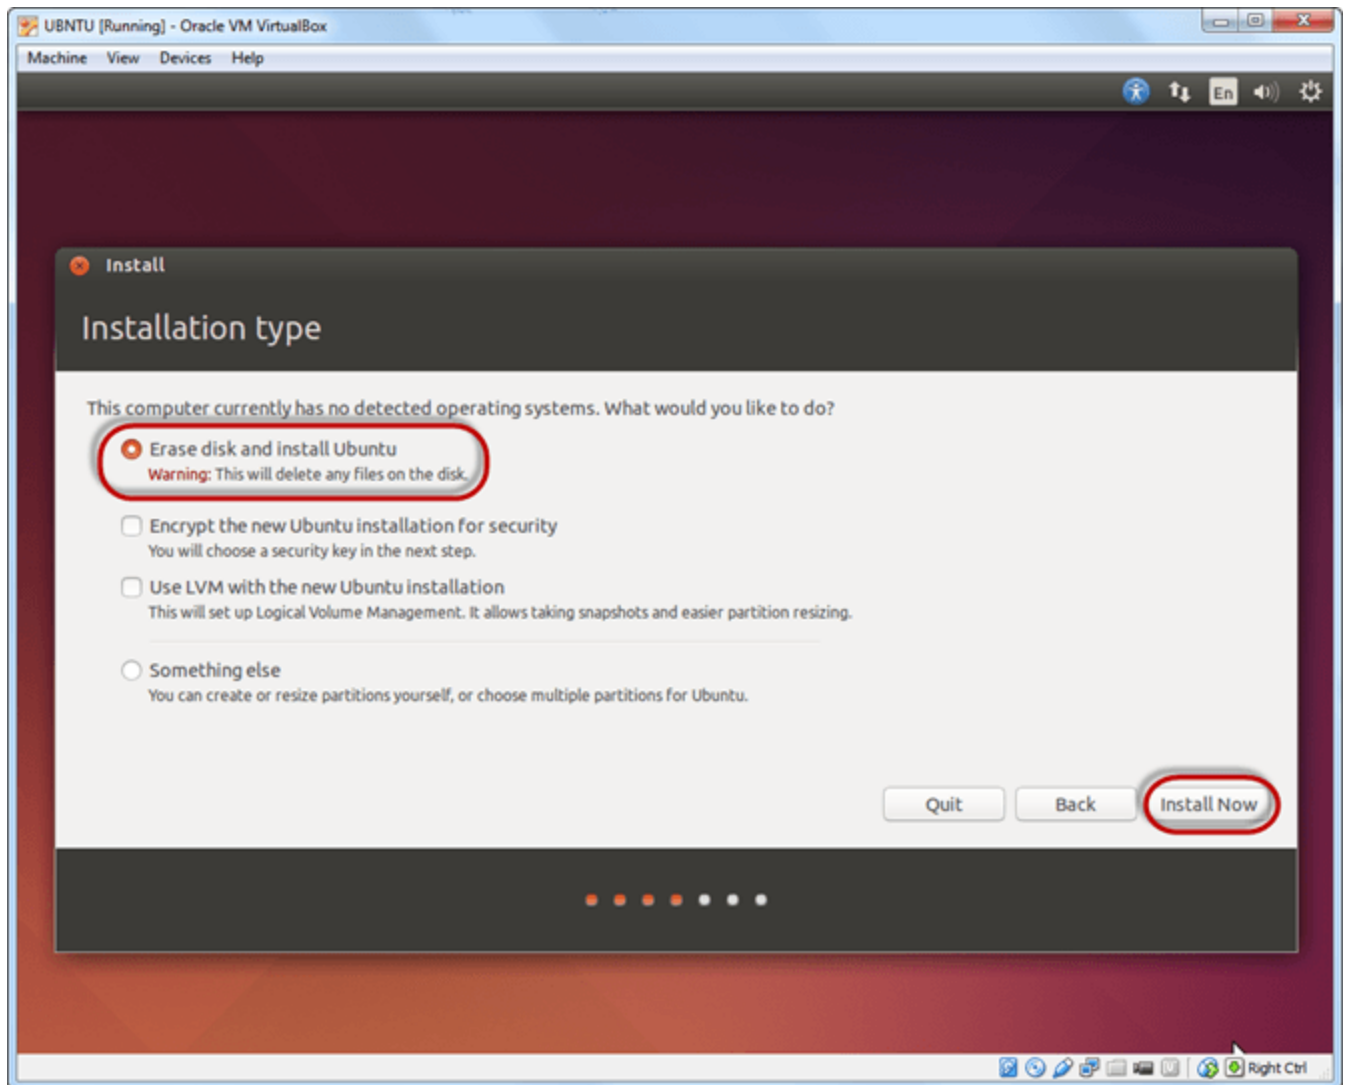 UBNTU [Running] - Oracle VM VirtualBox
Machine View Devices Help
En
Install
Installation type
This computer currently has no detected operating systems. What would you like to do?
Erase disk and install Ubuntu
Warning: This will delete any files on the disk.
Encrypt the new Ubuntu installation for security
You will choose a security key in the next step.
Use LVM with the new Ubuntu installation
This will set up Logical Volume Management. It allows taking snapshots and easier partition resizing.
Something else
You can create or resize partitions yourself, or choose multiple partitions for Ubuntu.
Quit Back Install Now
Right Ctrl